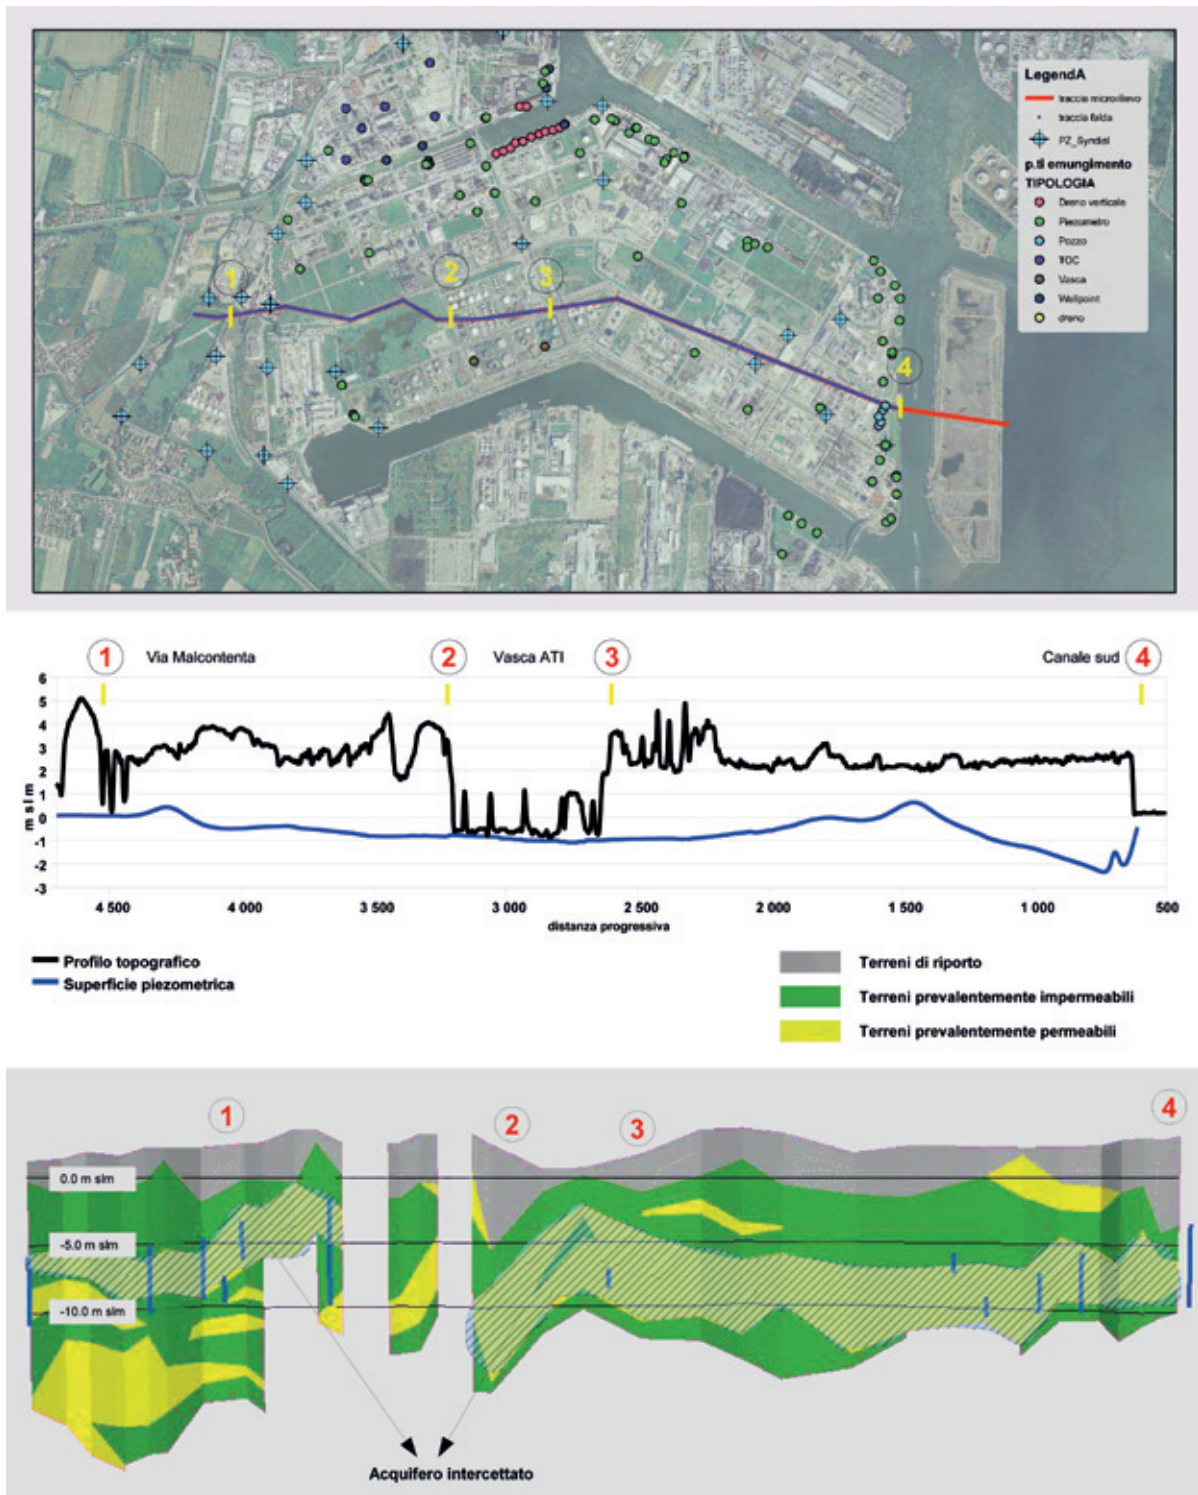 LegendA
traccia microrilievo
traccia falda
PZ_Syndial
p.ti emungimento
TIPOLOGIA
Dreno verticale
Piezometro
Pozzo
TOC
Vasca
Wellpoint
dreno
1
2
3
4
1 Via Malcontenta 2 Vasca ATI 3 Canale sud 4
6
5
4
3
2
1
0
-1
-2
-3
m slm
4 500 4 000 3 500 3 000 2 500 2 000 1 500 1 000 500
distanza progressiva
Profilo topografico
Superficie piezometrica
Terreni di riporto
Terreni prevalentemente impermeabili
Terreni prevalentemente permeabili
1 2 3 4
0.0 m slm
-5.0 m slm
-10.0 m slm
Acquifero intercettato